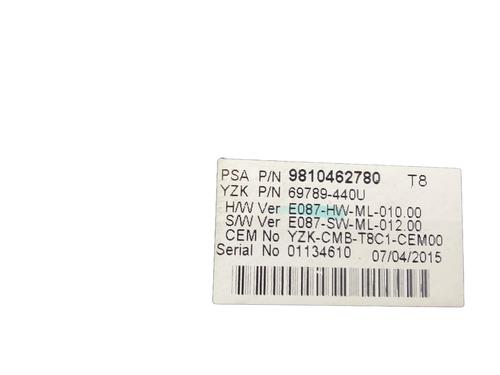 PSA P/N 9810462780 T8
YZK P/N 69789-440U
H/W Ver E087-HW-ML-010.00
S/W Ver E087-SW-ML-012.00
CEM No YZK-CMB-T8C1-CEM00
Serial No 01134610 07/04/2015